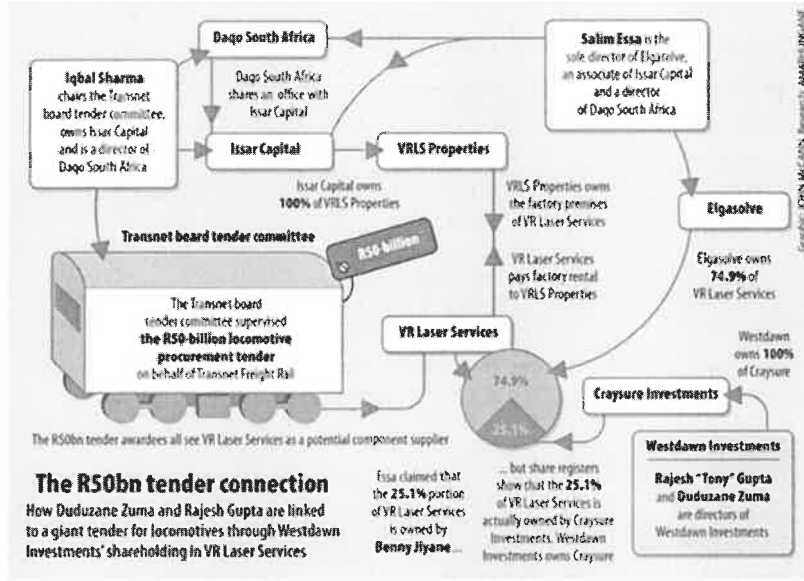 Daqo South Africa
Iqbal Sharma
chairs the Transnet
board tender committee,
owns Issar Capital
and is a director of
Daqo South Africa
Daqo South Africa
shares an office with
Issar Capital
Salim Essa is the
sole director of Elgasolve,
an associate of Issar Capital
and a director
of Daqo South Africa
Issar Capital
VRLS Properties
Issar Capital owns
100% of VRLS Properties
VRLS Properties owns
the factory premises
of VR Laser Services
Elgasolve
Elgasolve owns
74.9% of
VR Laser Services
VR Laser Services
pays factory rental
to VRLS Properties
Transnet board tender committee
R50-billion
The Transnet board
tender committee supervised
the R50-billion locomotive
procurement tender
on behalf of Transnet Freight Rail
VR Laser Services
74.9%
25.1%
Westdawn
owns 100%
of Craysure
Craysure Investments
The R50bn tender awardees all see VR Laser Services as a potential component supplier
Westdawn Investments
Rajesh "Tony" Gupta
and Duduzane Zuma
are directors of
Westdawn Investments
The R50bn tender connection
How Duduzane Zuma and Rajesh Gupta are linked
to a giant tender for locomotives through Westdawn
Investments' shareholding in VR Laser Services
Essa claimed that
the 25.1% portion
of VR Laser Services
is owned by
Benny Jiyane ...
... but share registers
show that the 25.1%
of VR Laser Services is
actually owned by Craysure
Investments. Westdawn
Investments owns Craysure
JOHN McCANN